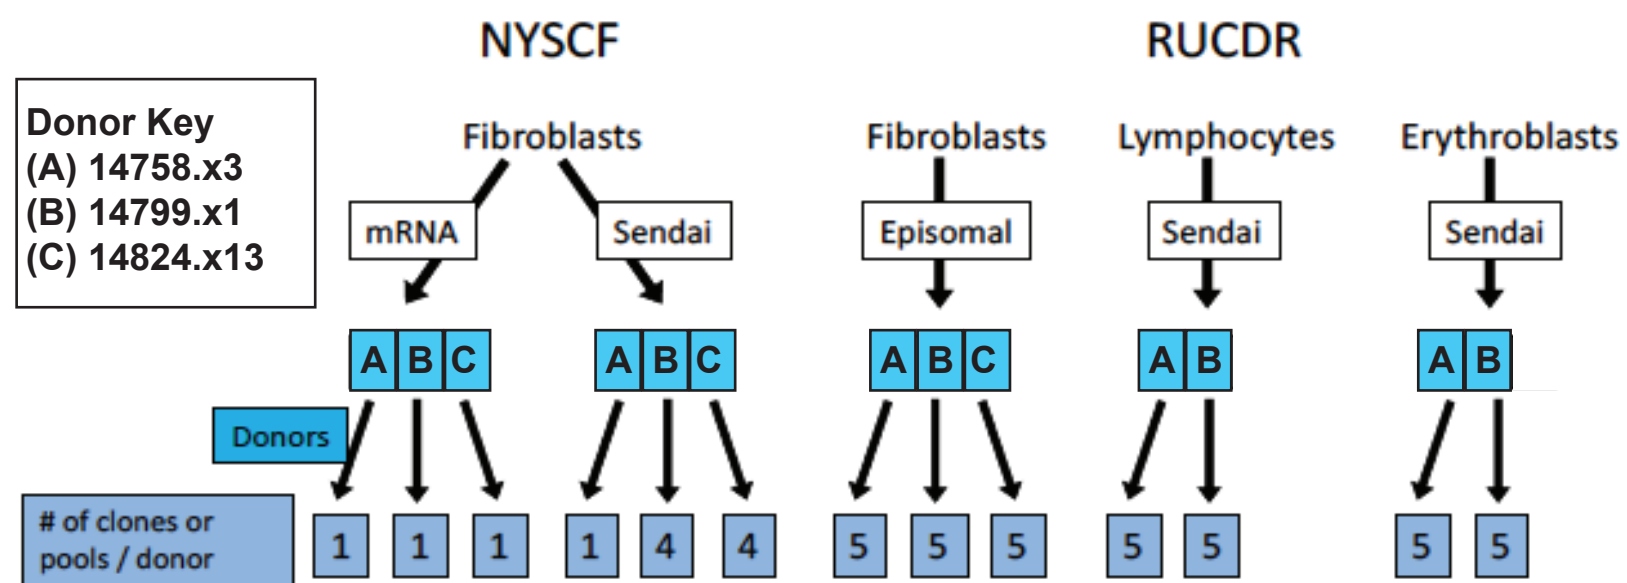 NYSCF
RUCDR
Donor Key
(A) 14758.x3
(B) 14799.x1
(C) 14824.x13
Fibroblasts
Fibroblasts
Lymphocytes
Erythroblasts
mRNA
Sendai
Episomal
Sendai
Sendai
A B C
A B C
A B C
A B
A B
Donors
# of clones or
pools / donor
1 1 1
1 4 4
5 5 5
5 5
5 5